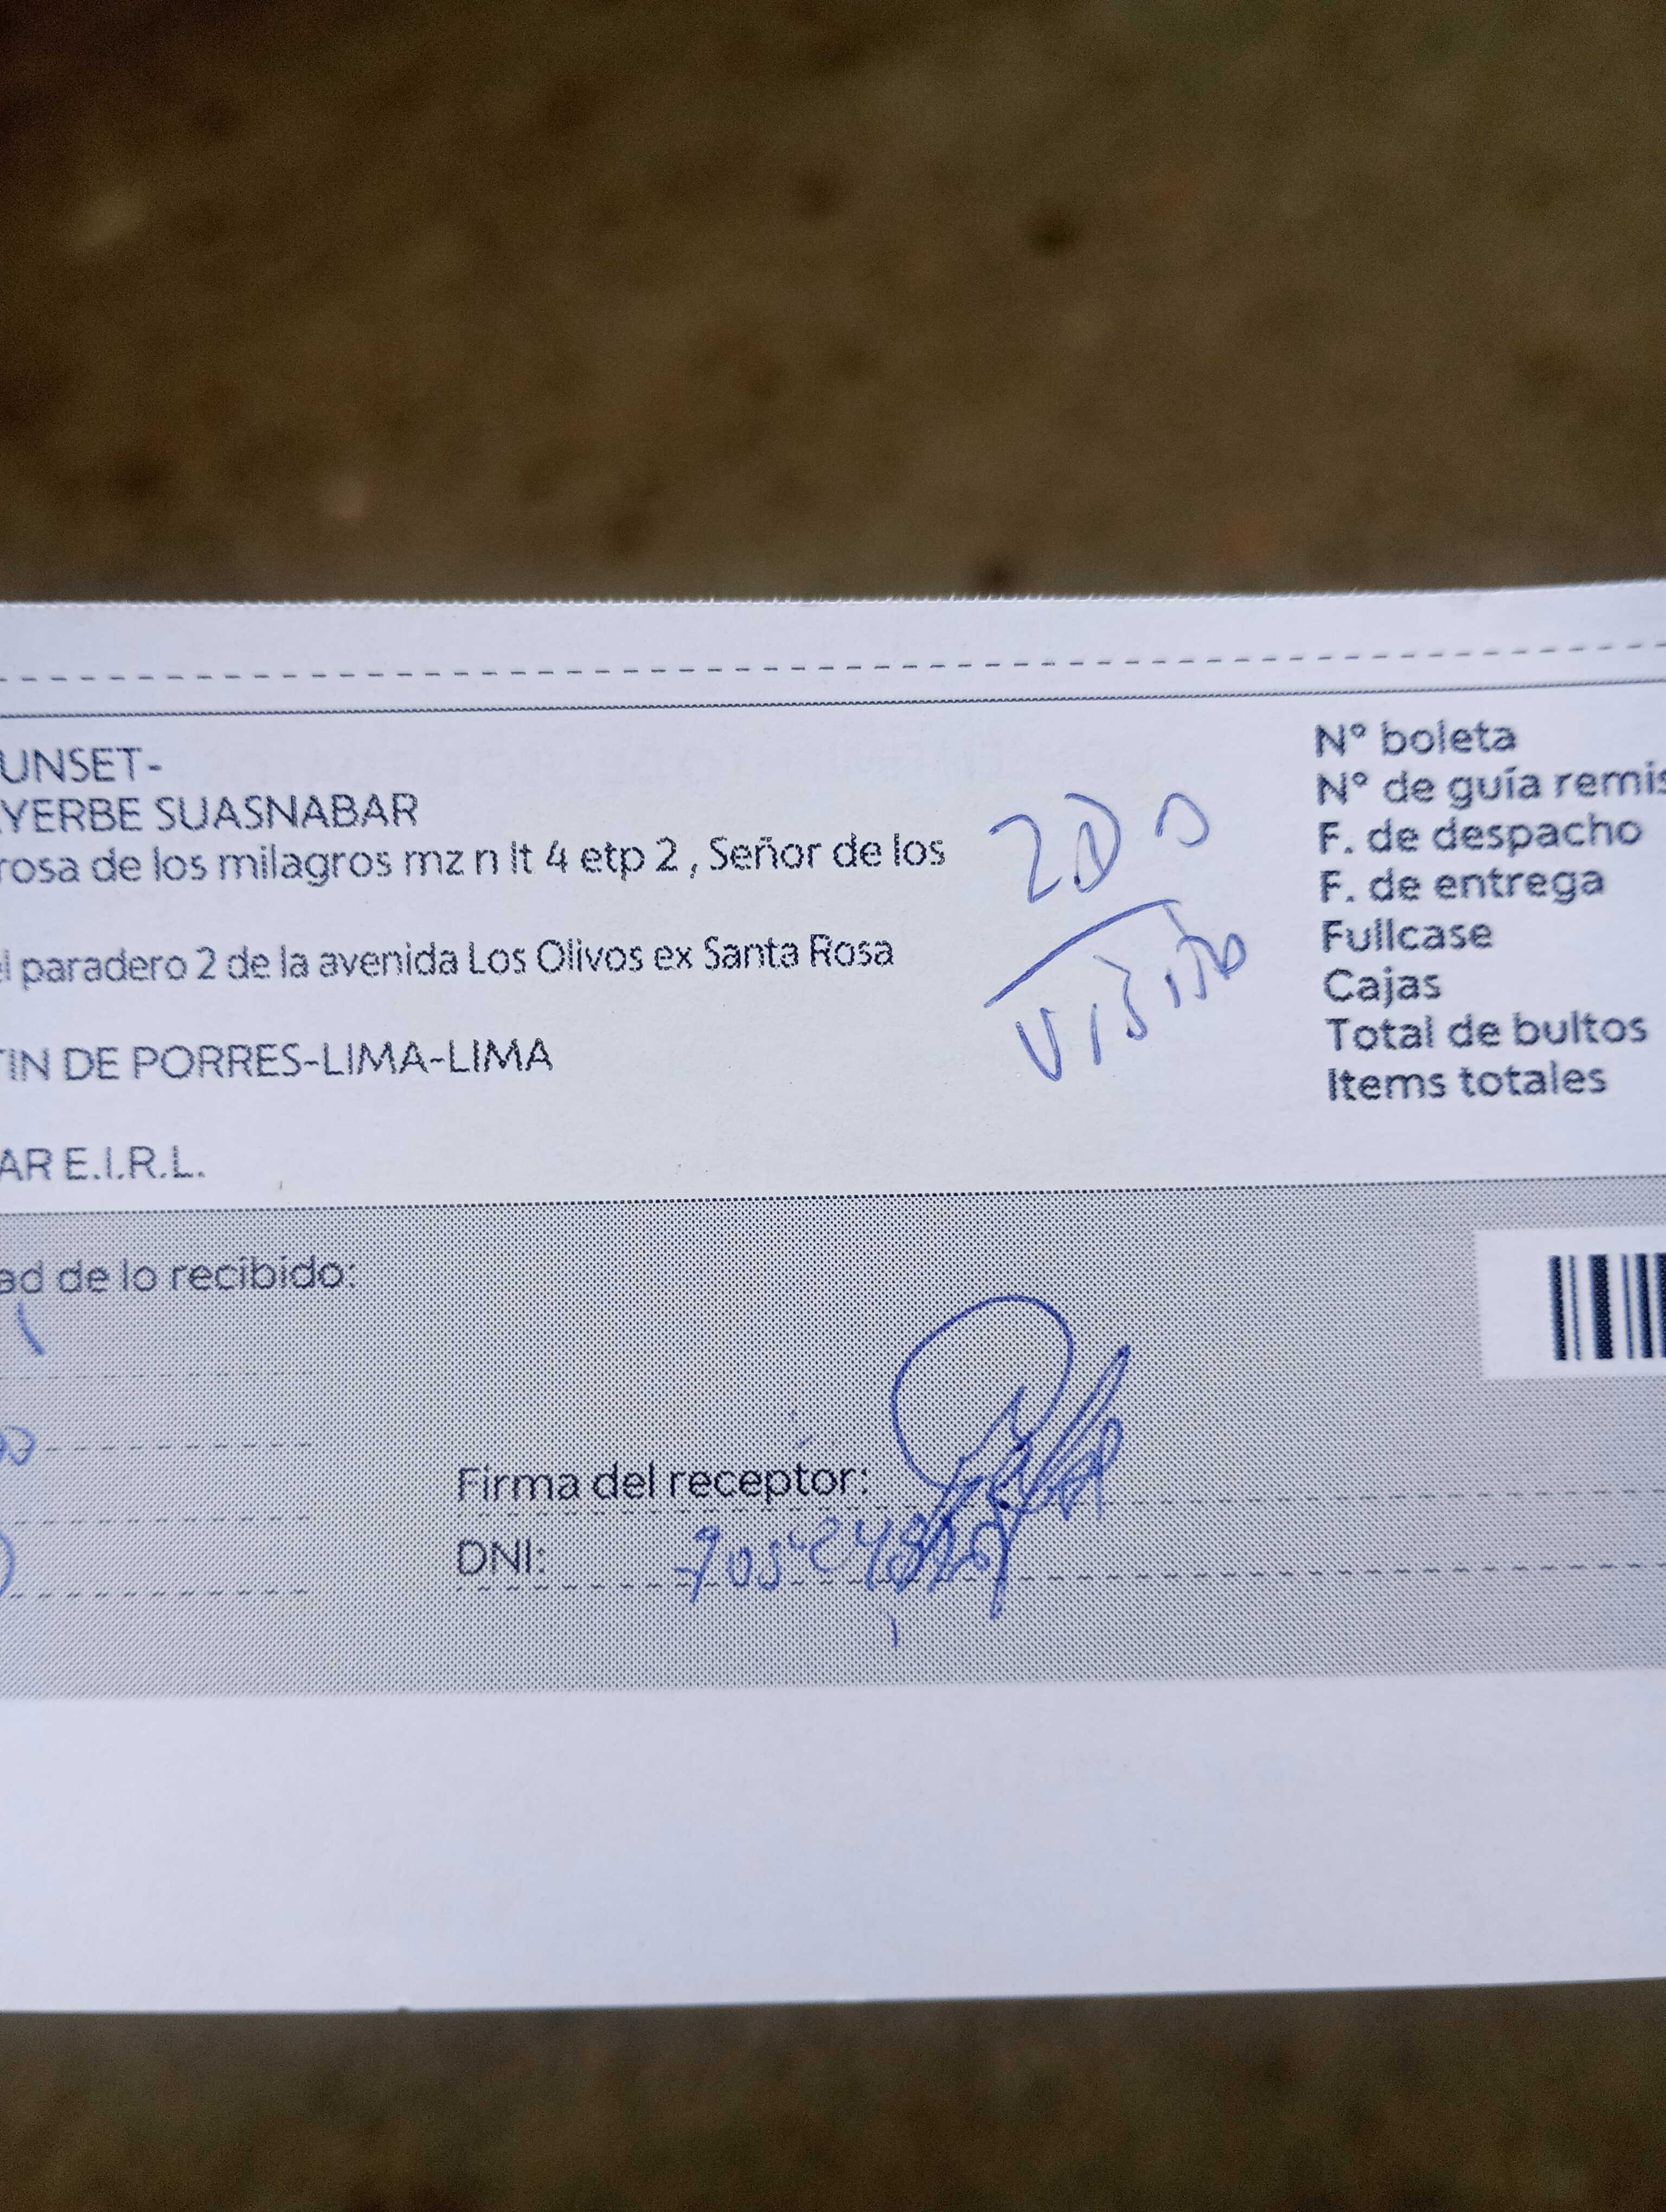 UNSET-
YERBE SUASNABAR
rosa de los milagros mz n lt 4 etp 2 , Señor de los
el paradero 2 de la avenida Los Olivos ex Santa Rosa
TIN DE PORRES-LIMA-LIMA
AR E.I.R.L.
2DO
VISITO
N° boleta
N° de guía remis
F. de despacho
F. de entrega
Fullcase
Cajas
Total de bultos
Items totales
ad de lo recibido:
Firma del receptor:
DNI: